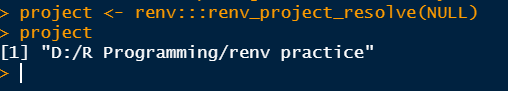 > project <- renv:::renv_project_resolve(NULL)
> project
[1] "D:/R Programming/renv practice"
>